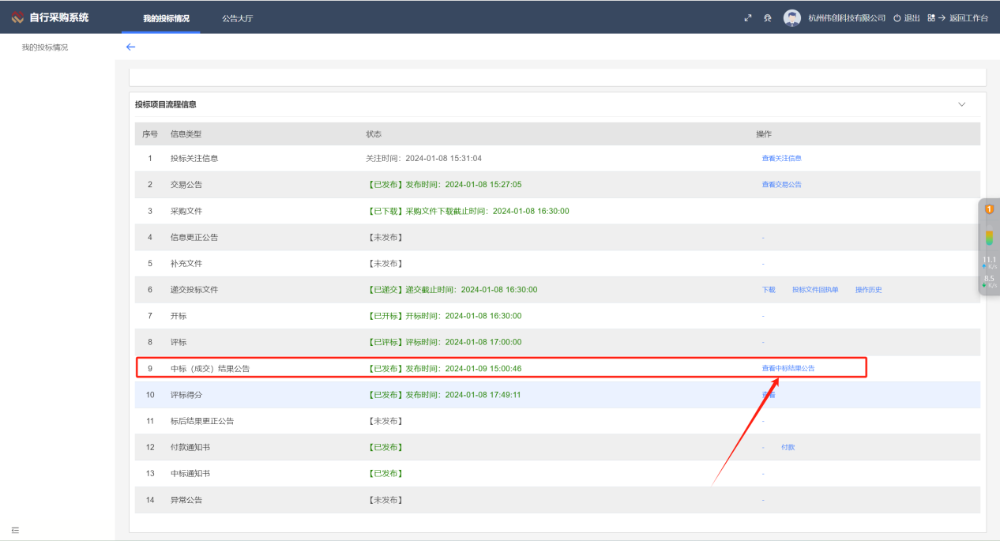 自行采购系统 我的投标情况 公告大厅 杭州伟创科技有限公司 退出 返回工作台
我的投标情况
投标项目流程信息
序号 信息类型 状态 操作
1 投标关注信息 关注时间：2024-01-08 15:31:04 查看关注信息
2 交易公告 【已发布】发布时间：2024-01-08 15:27:05 查看交易公告
3 采购文件 【已下载】采购文件下载截止时间：2024-01-08 16:30:00
4 信息更正公告 【未发布】 -
5 补充文件 【未发布】 -
6 递交投标文件 【已递交】递交截止时间：2024-01-08 16:30:00 下载 投标文件回执单 操作历史
7 开标 【已开标】开标时间：2024-01-08 16:30:00 -
8 评标 【已评标】评标时间：2024-01-08 17:00:00 -
9 中标（成交）结果公告 【已发布】发布时间：2024-01-09 15:00:46 查看中标结果公告
10 评标得分 【已发布】发布时间：2024-01-08 17:49:11 查看
11 标后结果更正公告 【未发布】 -
12 付款通知书 【已发布】 - 付款
13 中标通知书 【已发布】 -
14 异常公告 【未发布】 -
1
11.1
K/s
8.5
K/s